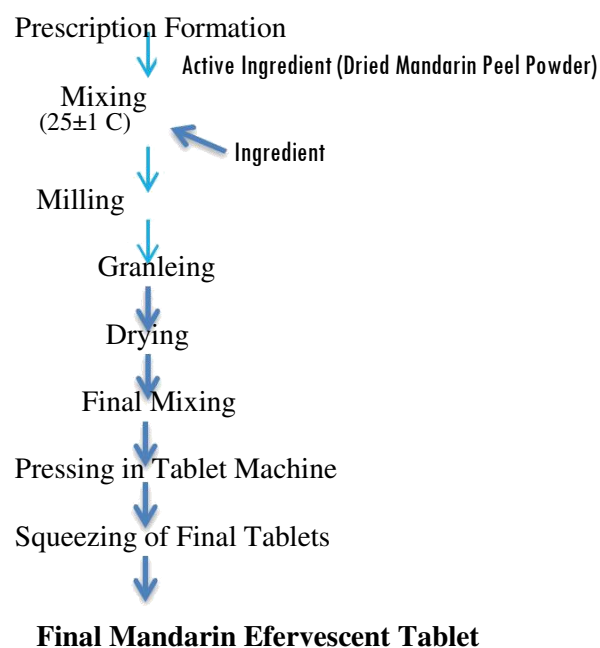 Prescription Formation
Active Ingredient (Dried Mandarin Peel Powder)
Mixing
(25±1 C)
Ingredient
Milling
Granleing
Drying
Final Mixing
Pressing in Tablet Machine
Squeezing of Final Tablets
Final Mandarin Efervescent Tablet